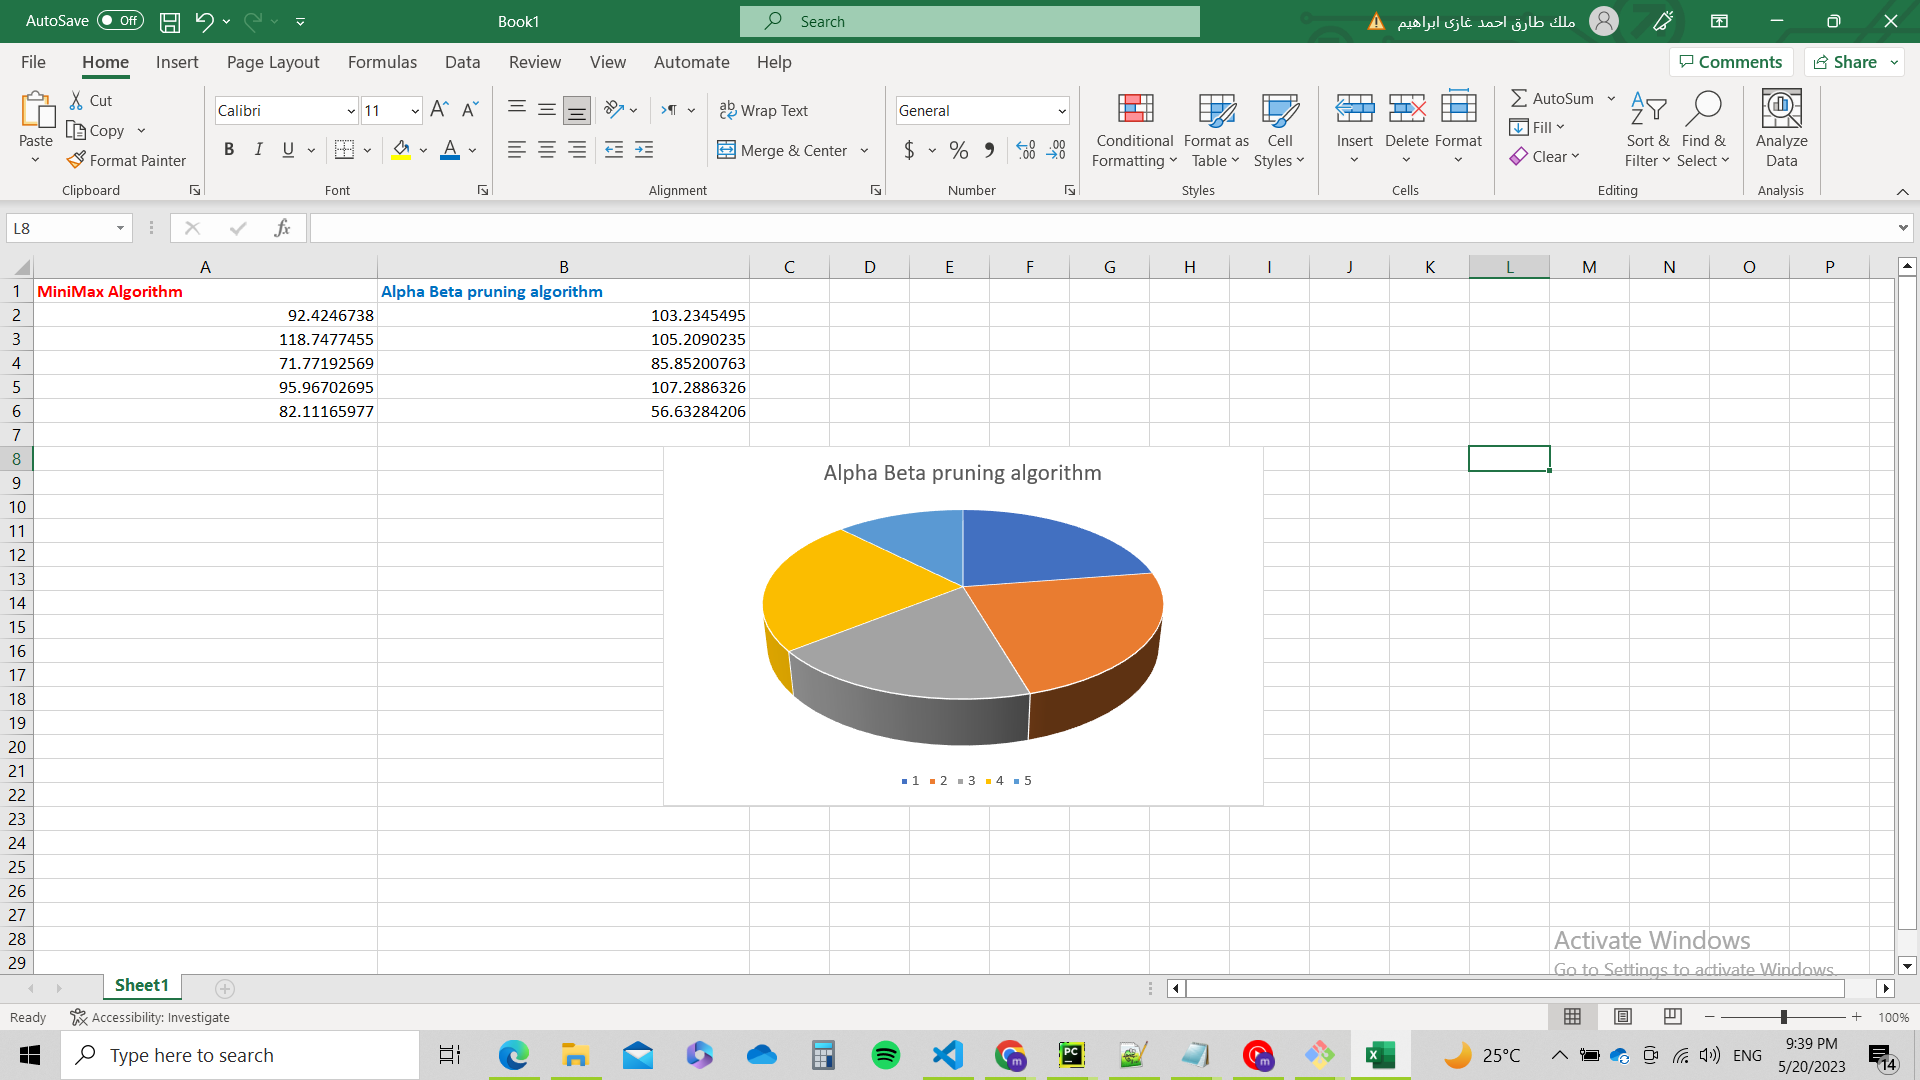 AutoSave Off Book1 Search ملك طارق احمد غازى ابراهيم
File Home Insert Page Layout Formulas Data Review View Automate Help Comments Share
Paste Cut Copy Format Painter Clipboard
Calibri 11 B I U Font
ab Wrap Text Merge & Center Alignment
General $ % Number
Conditional Formatting Format as Table Cell Styles Styles
Insert Delete Format Cells
AutoSum Fill Clear Sort & Filter Find & Select Editing
Analyze Data Analysis
L8 fx
A B C D E F G H I J K L M N O P
1 MiniMax Algorithm Alpha Beta pruning algorithm
2 92.4246738 103.2345495
3 118.7477455 105.2090235
4 71.77192569 85.85200763
5 95.96702695 107.2886326
6 82.11165977 56.63284206
7
8
Alpha Beta pruning algorithm
9
10
11
12
13
14
15
16
17
18
19
20
21
1 2 3 4 5
22
23
24
25
26
27
28
Activate Windows
29
Go to Settings to activate Windows.
Sheet1
Ready Accessibility: Investigate 100%
Type here to search 25°C ENG 9:39 PM
5/20/2023 14